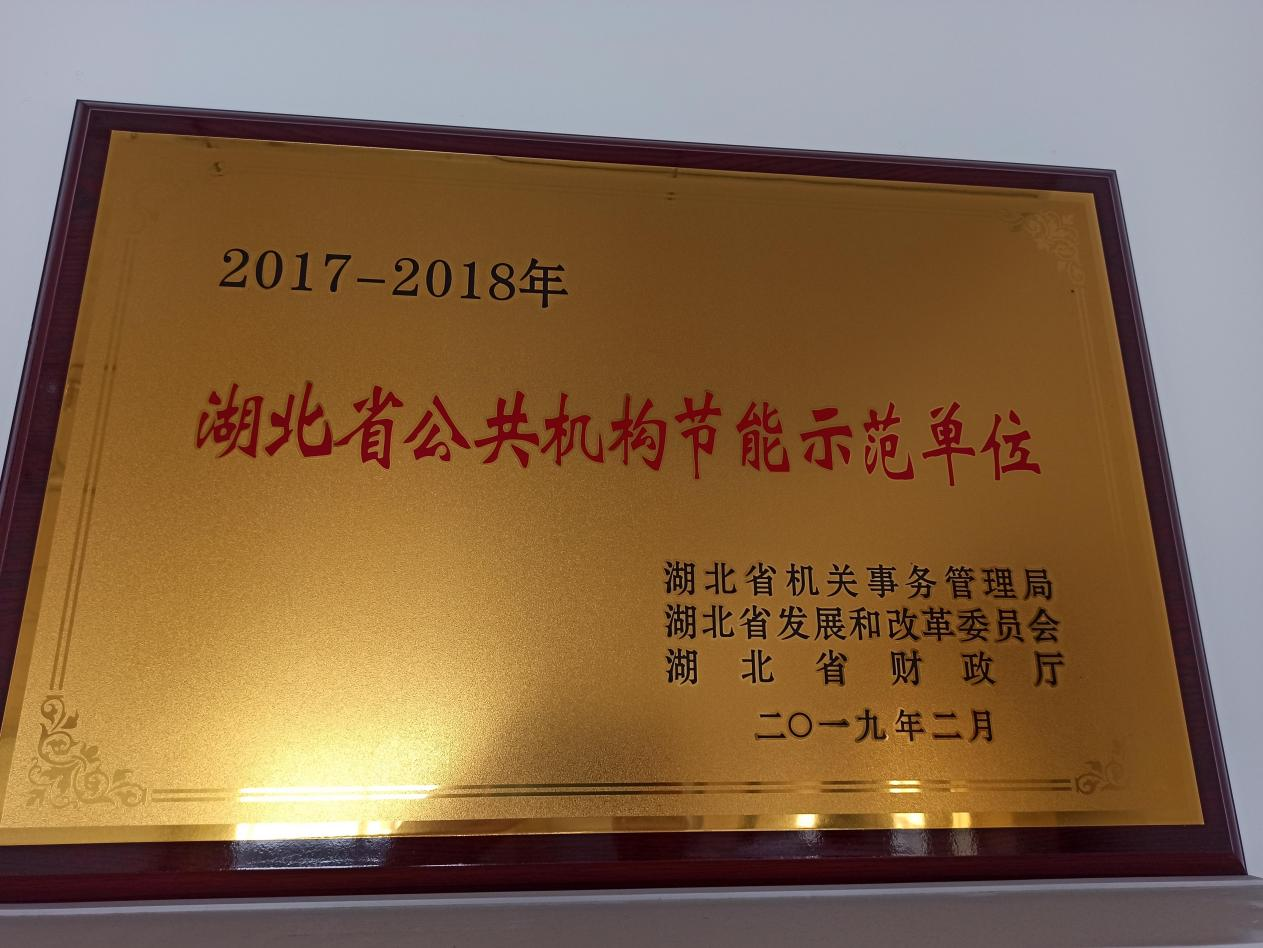 2017-2018年
湖北省公共机构节能示范单位
湖北省机关事务管理局
湖北省发展和改革委员会
湖北省财政厅
二〇一九年二月